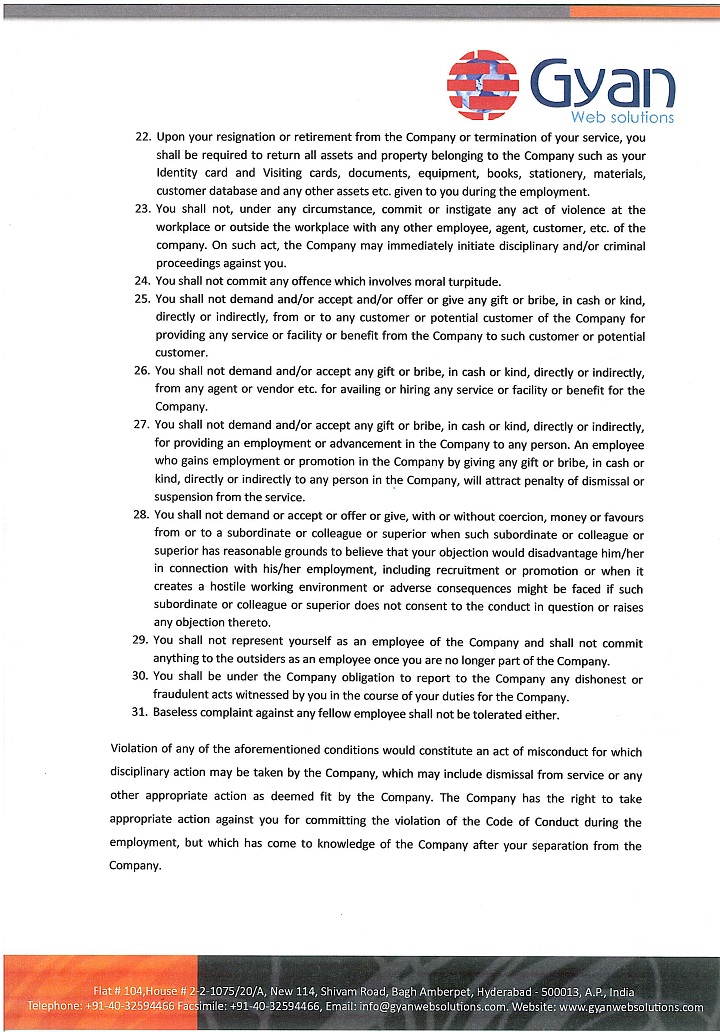 Gyan
Web solutions
22. Upon your resignation or retirement from the Company or termination of your service, you
shall be required to return all assets and property belonging to the Company such as your
Identity card and Visiting cards, documents, equipment, books, stationery, materials,
customer database and any other assets etc. given to you during the employment.
23. You shall not, under any circumstance, commit or instigate any act of violence at the
workplace or outside the workplace with any other employee, agent, customer, etc. of the
company. On such act, the Company may immediately initiate disciplinary and/or criminal
proceedings against you.
24. You shall not commit any offence which involves moral turpitude.
25. You shall not demand and/or accept and/or offer or give any gift or bribe, in cash or kind,
directly or indirectly, from or to any customer or potential customer of the Company for
providing any service or facility or benefit from the Company to such customer or potential
customer.
26. You shall not demand and/or accept any gift or bribe, in cash or kind, directly or indirectly,
from any agent or vendor etc. for availing or hiring any service or facility or benefit for the
Company.
27. You shall not demand and/or accept any gift or bribe, in cash or kind, directly or indirectly,
for providing an employment or advancement in the Company to any person. An employee
who gains employment or promotion in the Company by giving any gift or bribe, in cash or
kind, directly or indirectly to any person in the Company, will attract penalty of dismissal or
suspension from the service.
28. You shall not demand or accept or offer or give, with or without coercion, money or favours
from or to a subordinate or colleague or superior when such subordinate or colleague or
superior has reasonable grounds to believe that your objection would disadvantage him/her
in connection with his/her employment, including recruitment or promotion or when it
creates a hostile working environment or adverse consequences might be faced if such
subordinate or colleague or superior does not consent to the conduct in question or raises
any objection thereto.
29. You shall not represent yourself as an employee of the Company and shall not commit
anything to the outsiders as an employee once you are no longer part of the Company.
30. You shall be under the Company obligation to report to the Company any dishonest or
fraudulent acts witnessed by you in the course of your duties for the Company.
31. Baseless complaint against any fellow employee shall not be tolerated either.
Violation of any of the aforementioned conditions would constitute an act of misconduct for which
disciplinary action may be taken by the Company, which may include dismissal from service or any
other appropriate action as deemed fit by the Company. The Company has the right to take
appropriate action against you for committing the violation of the Code of Conduct during the
employment, but which has come to knowledge of the Company after your separation from the
Company.
Flat # 104,House # 2-2-1075/20/A, New 114, Shivam Road, Bagh Amberpet, Hyderabad - 500013, A.P., India
Telephone: +91-40-32594466 Facsimile: +91-40-32594466, Email: info@gyanwebsolutions.com. Website: www.gyanwebsolutions.com